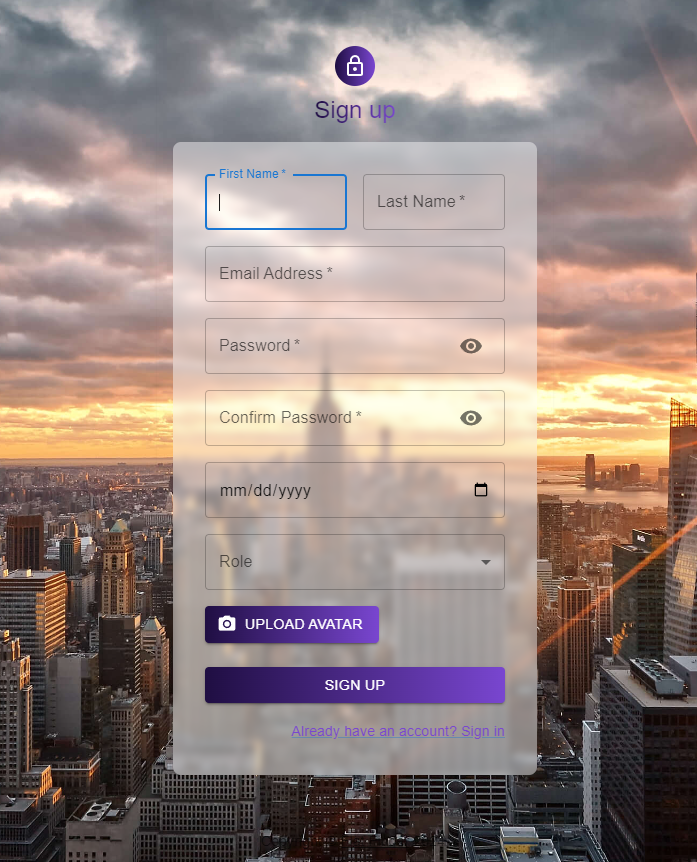 Sign up
First Name *
Last Name *
Email Address *
Password *
Confirm Password *
mm/dd/yyyy
Role
UPLOAD AVATAR
SIGN UP
Already have an account? Sign in